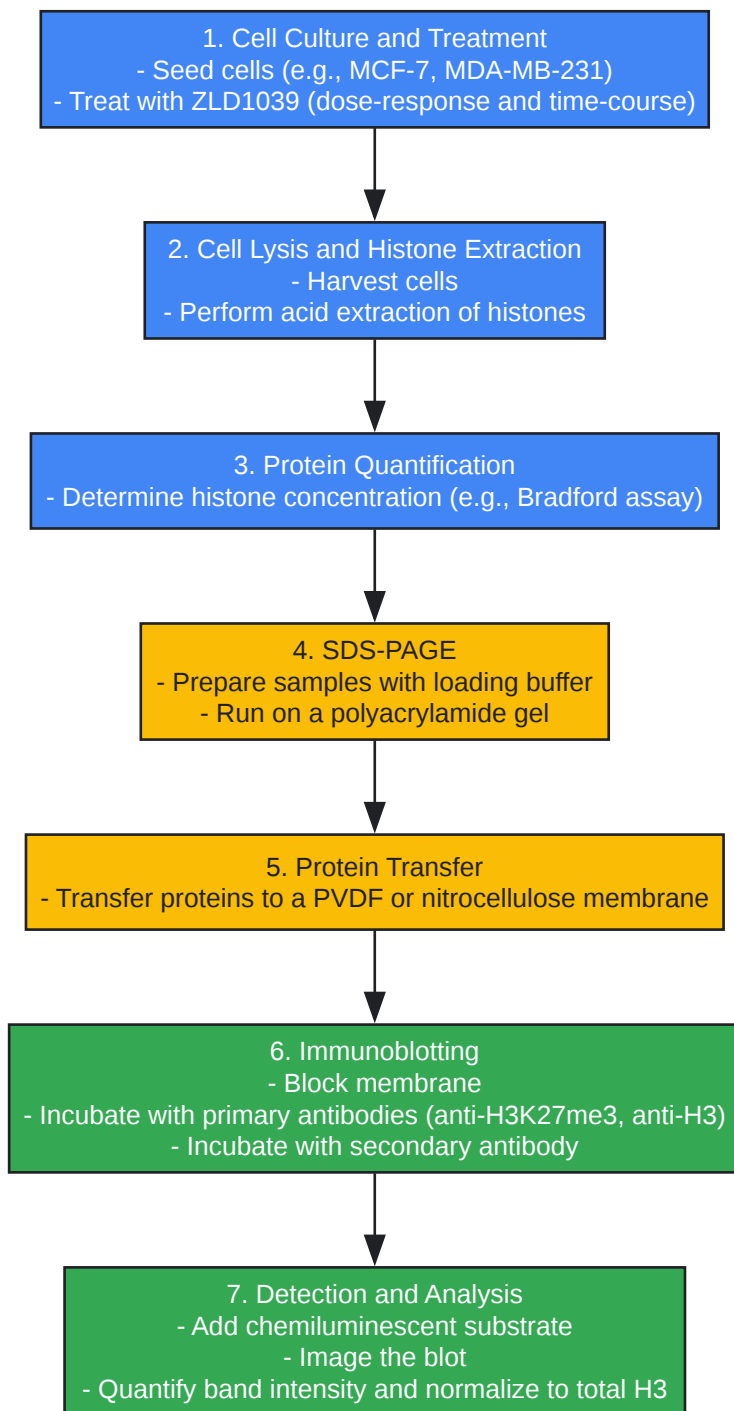 1. Cell Culture and Treatment
- Seed cells (e.g., MCF-7, MDA-MB-231)
- Treat with ZLD1039 (dose-response and time-course)
2. Cell Lysis and Histone Extraction
- Harvest cells
- Perform acid extraction of histones
3. Protein Quantification
- Determine histone concentration (e.g., Bradford assay)
4. SDS-PAGE
- Prepare samples with loading buffer
- Run on a polyacrylamide gel
5. Protein Transfer
- Transfer proteins to a PVDF or nitrocellulose membrane
6. Immunoblotting
- Block membrane
- Incubate with primary antibodies (anti-H3K27me3, anti-H3)
- Incubate with secondary antibody
7. Detection and Analysis
- Add chemiluminescent substrate
- Image the blot
- Quantify band intensity and normalize to total H3